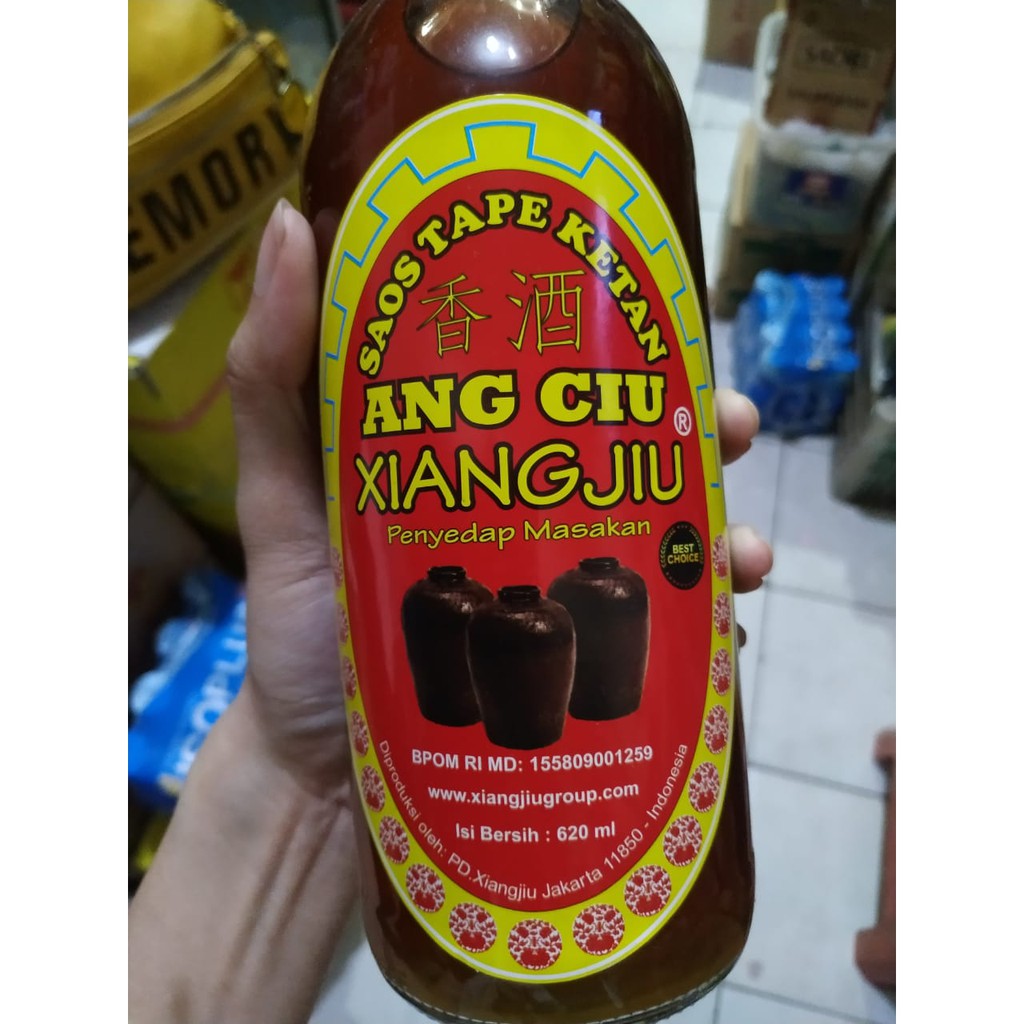 SAOS TAPE KETAN
香酒
ANG CIU
®
XIANGJIU
Penyedap Masakan
BEST
CHOICE
BPOM RI MD: 155809001259
www.xiangjiugroup.com
Isi Bersih : 620 ml
Diproduksi oleh: PD.Xiangjiu Jakarta 11850 - Indonesia
EMORY